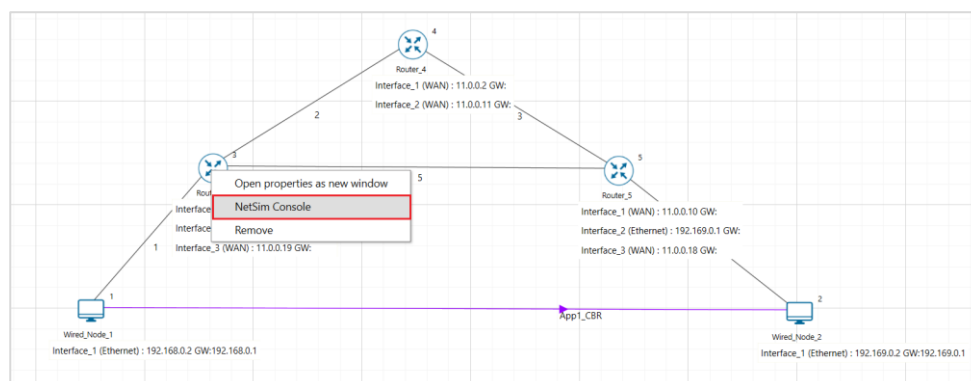 4
Router_4
Interface_1 (WAN) : 11.0.0.2 GW:
Interface_2 (WAN) : 11.0.0.11 GW:
2
3
3
5
5
Open properties as new window
NetSim Console
Remove
Rout
Interface
Interface
Interface_3 (WAN) : 11.0.0.19 GW:
Router_5
Interface_1 (WAN) : 11.0.0.10 GW:
Interface_2 (Ethernet) : 192.169.0.1 GW:
Interface_3 (WAN) : 11.0.0.18 GW:
1
1
Wired_Node_1
Interface_1 (Ethernet) : 192.168.0.2 GW:192.168.0.1
App1_CBR
2
Wired_Node_2
Interface_1 (Ethernet) : 192.169.0.2 GW:192.169.0.1